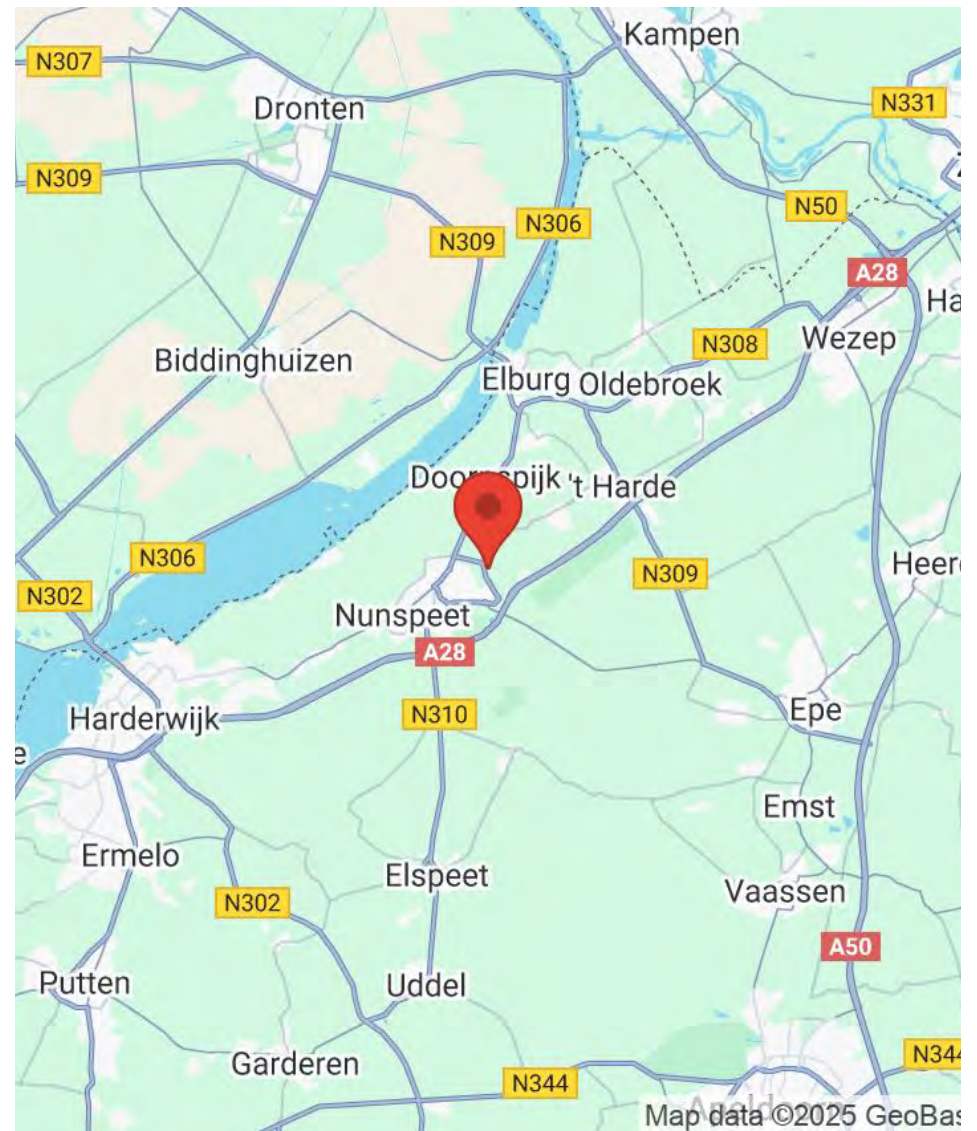 Kampen
N307
Dronten
N331
N309
N50
N306
N309
A28
Ha
N308
Wezep
Biddinghuizen
Elburg
Oldebroek
Doornspijk
't Harde
N306
N309
Heer
N302
Nunspeet
A28
Epe
N310
Harderwijk
e
Emst
Ermelo
Elspeet
Vaassen
N302
A50
Putten
Uddel
Garderen
N344
N344
Apeldoorn
Map data ©2025 GeoBas